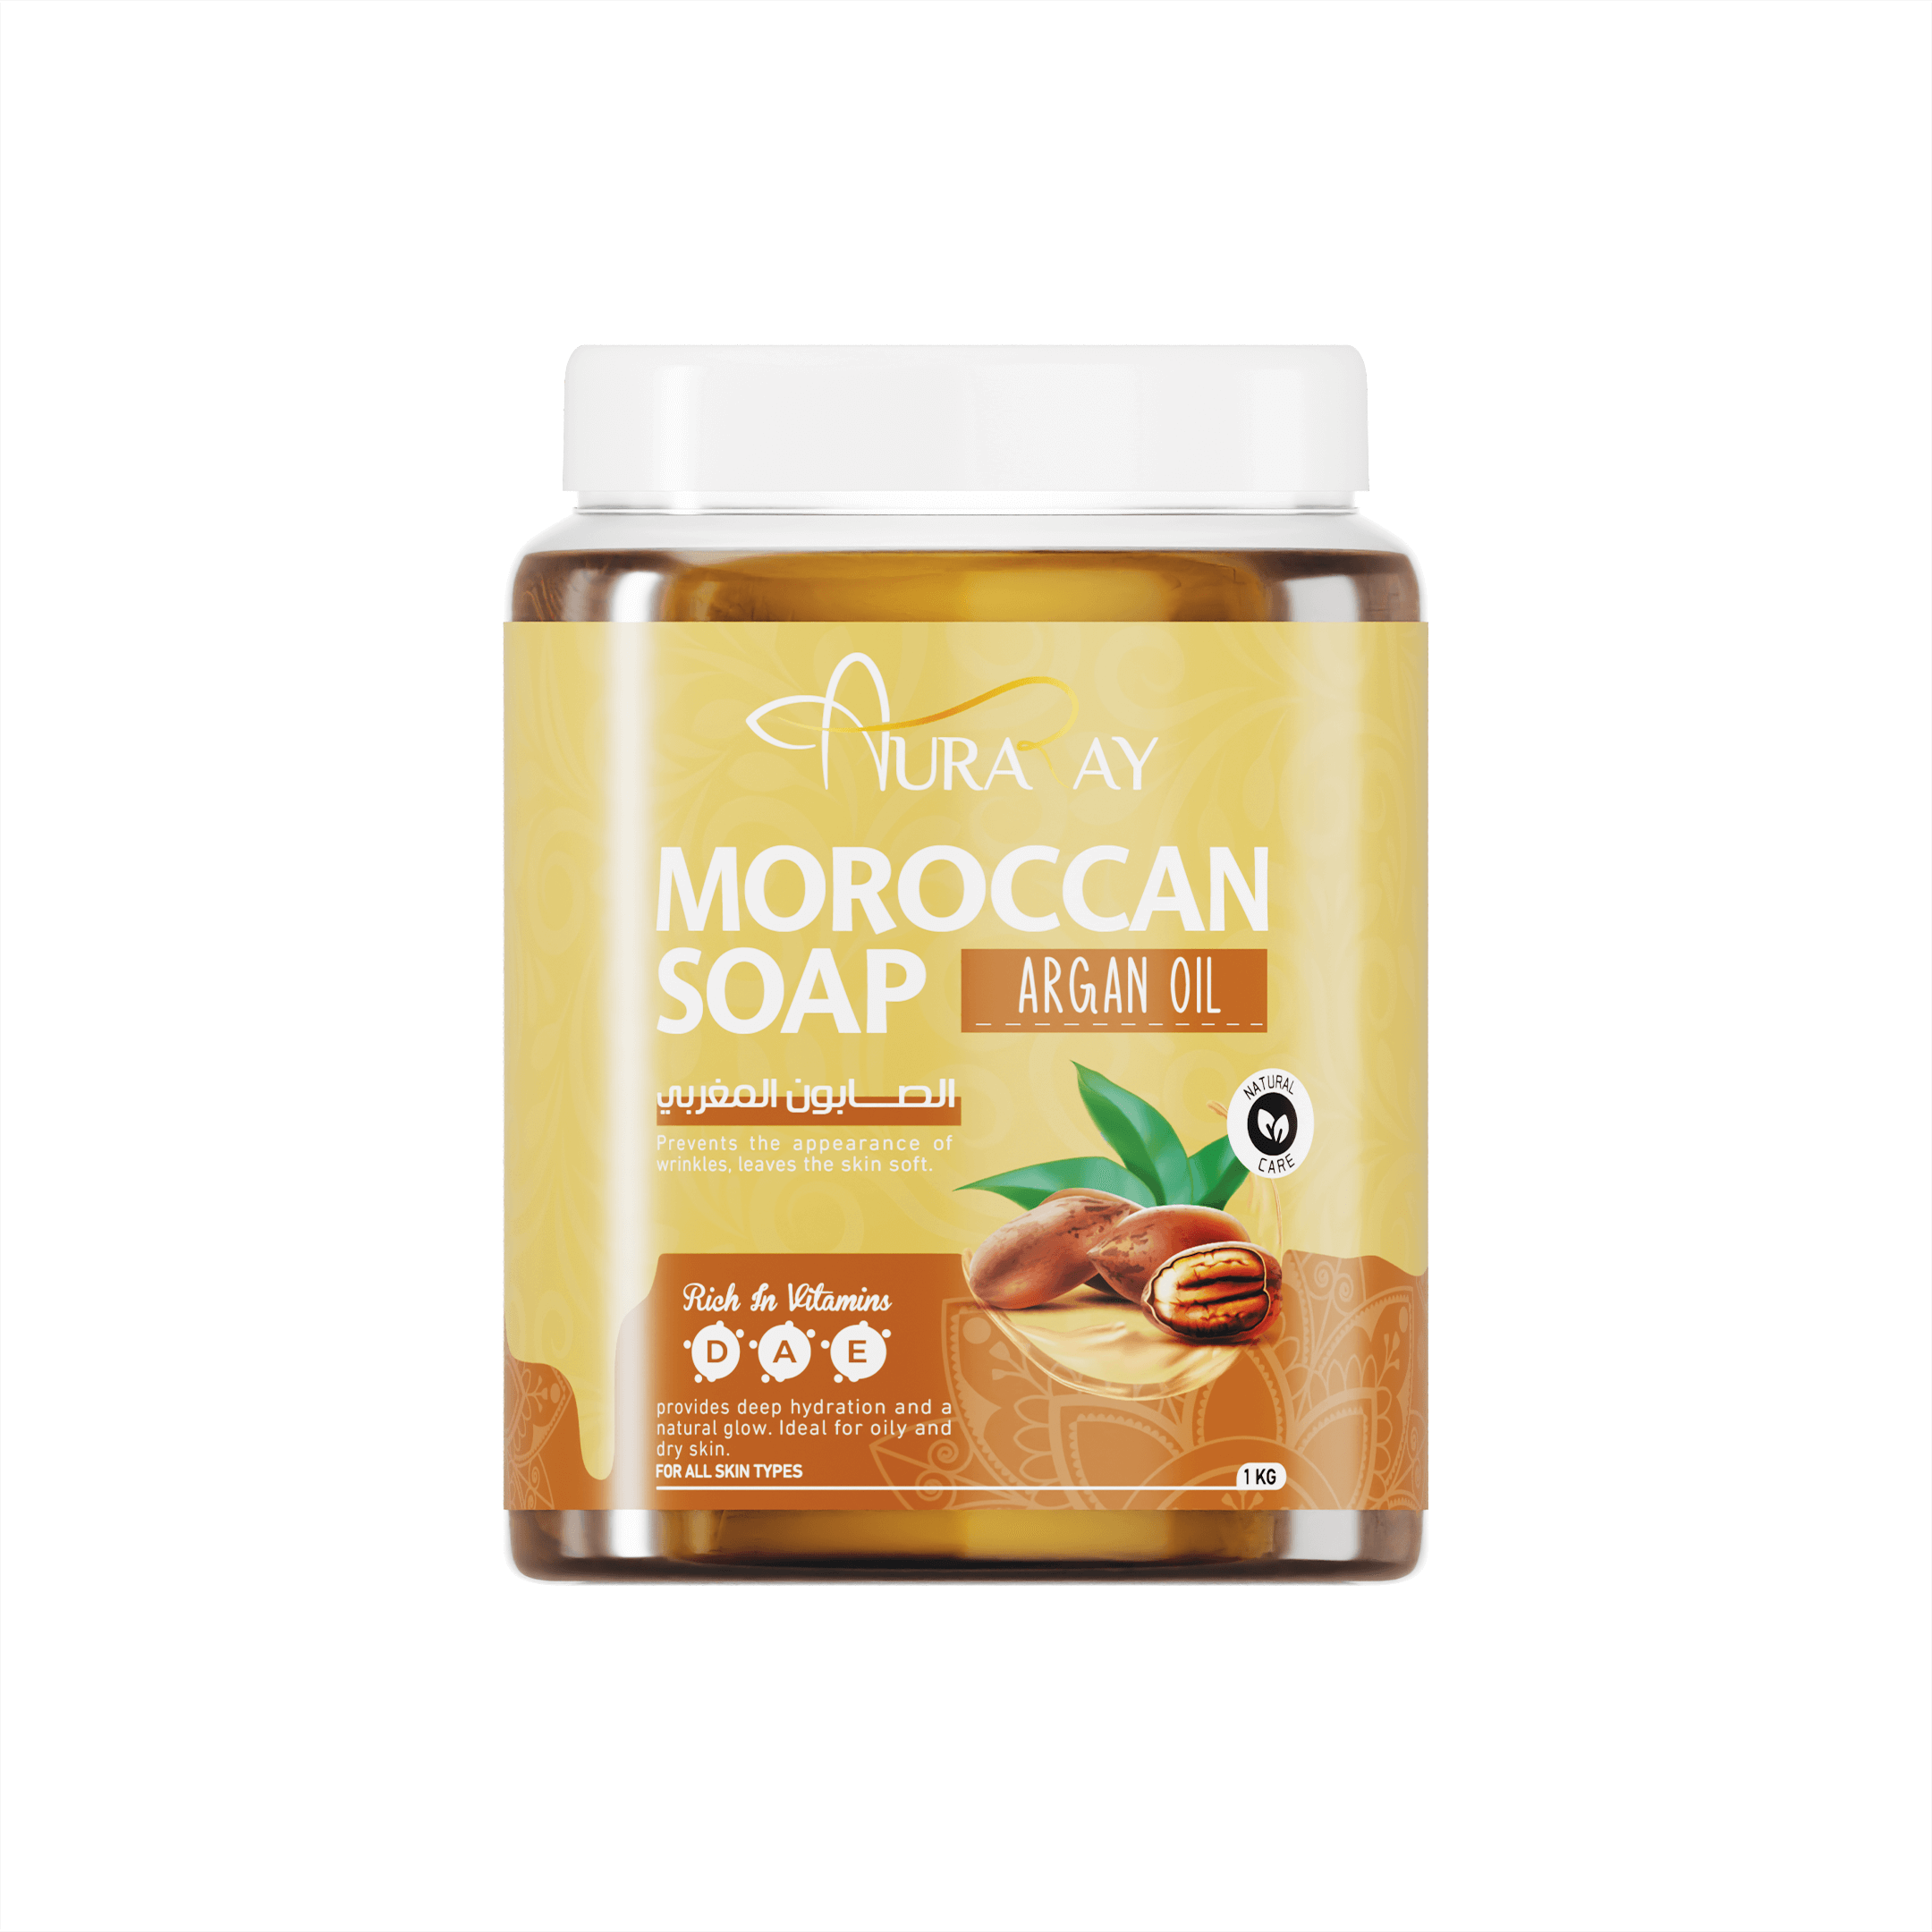 AURARAY
MOROCCAN
SOAP
ARGAN OIL
الصابون المغربي
Prevents the appearance of
wrinkles, leaves the skin soft.
NATURAL
CARE
Rich In Vitamins
D A E
provides deep hydration and a
natural glow. Ideal for oily and
dry skin.
FOR ALL SKIN TYPES
1 KG